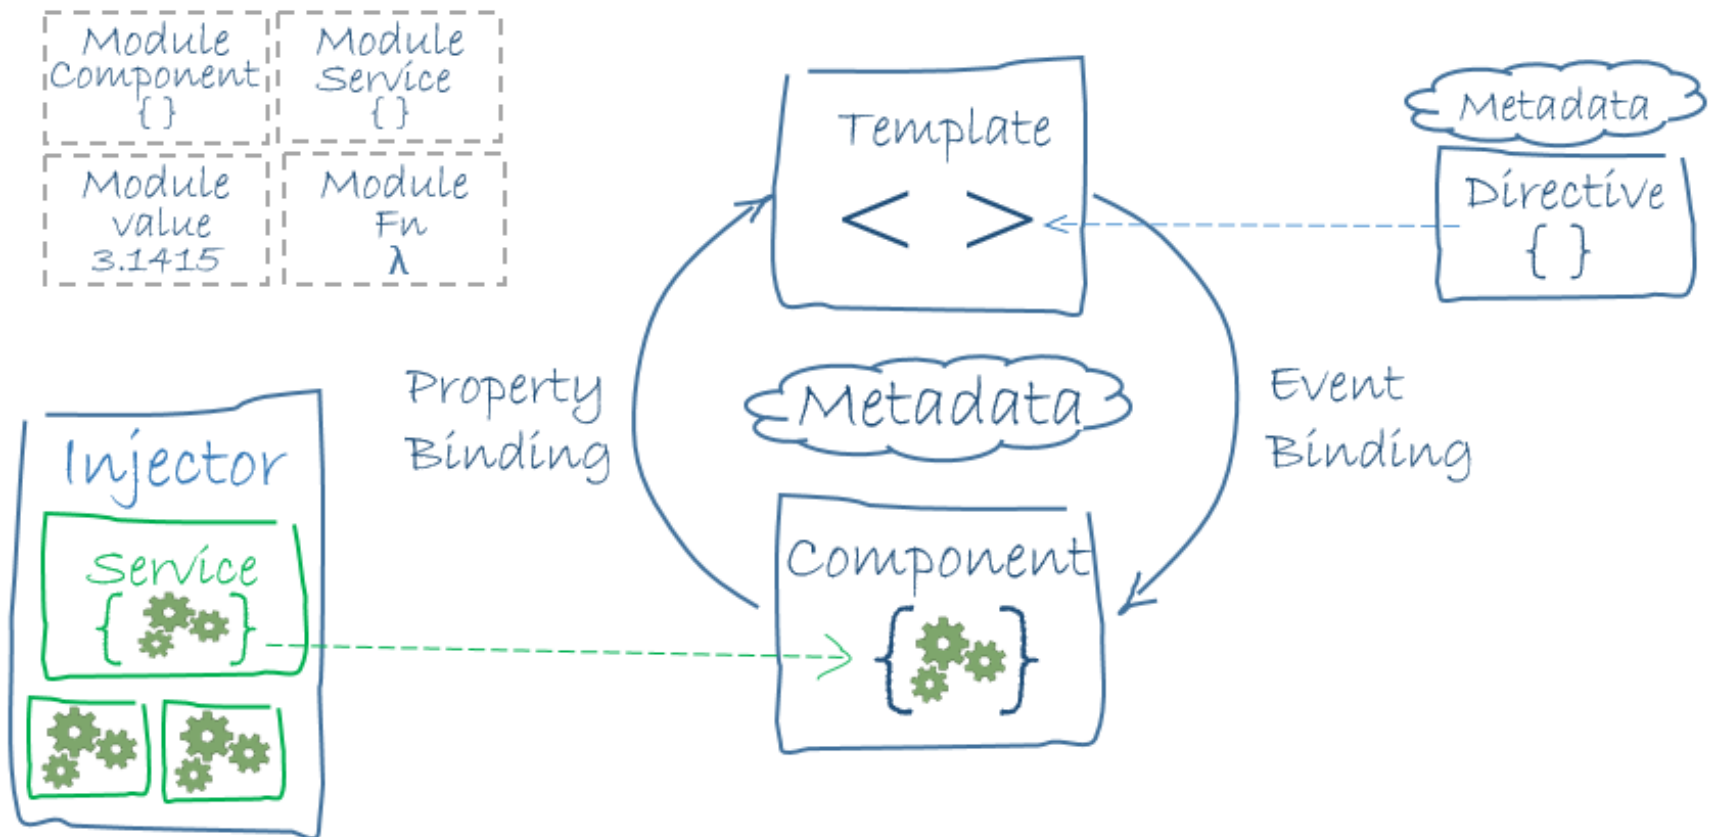 Module
Component
{ }
Module
Service
{ }
Module
value
3.1415
Module
Fn
λ
Template
< >
Metadata
Directive
{ }
Property
Binding
Metadata
Event
Binding
Injector
Service
{ }
Component
{ }